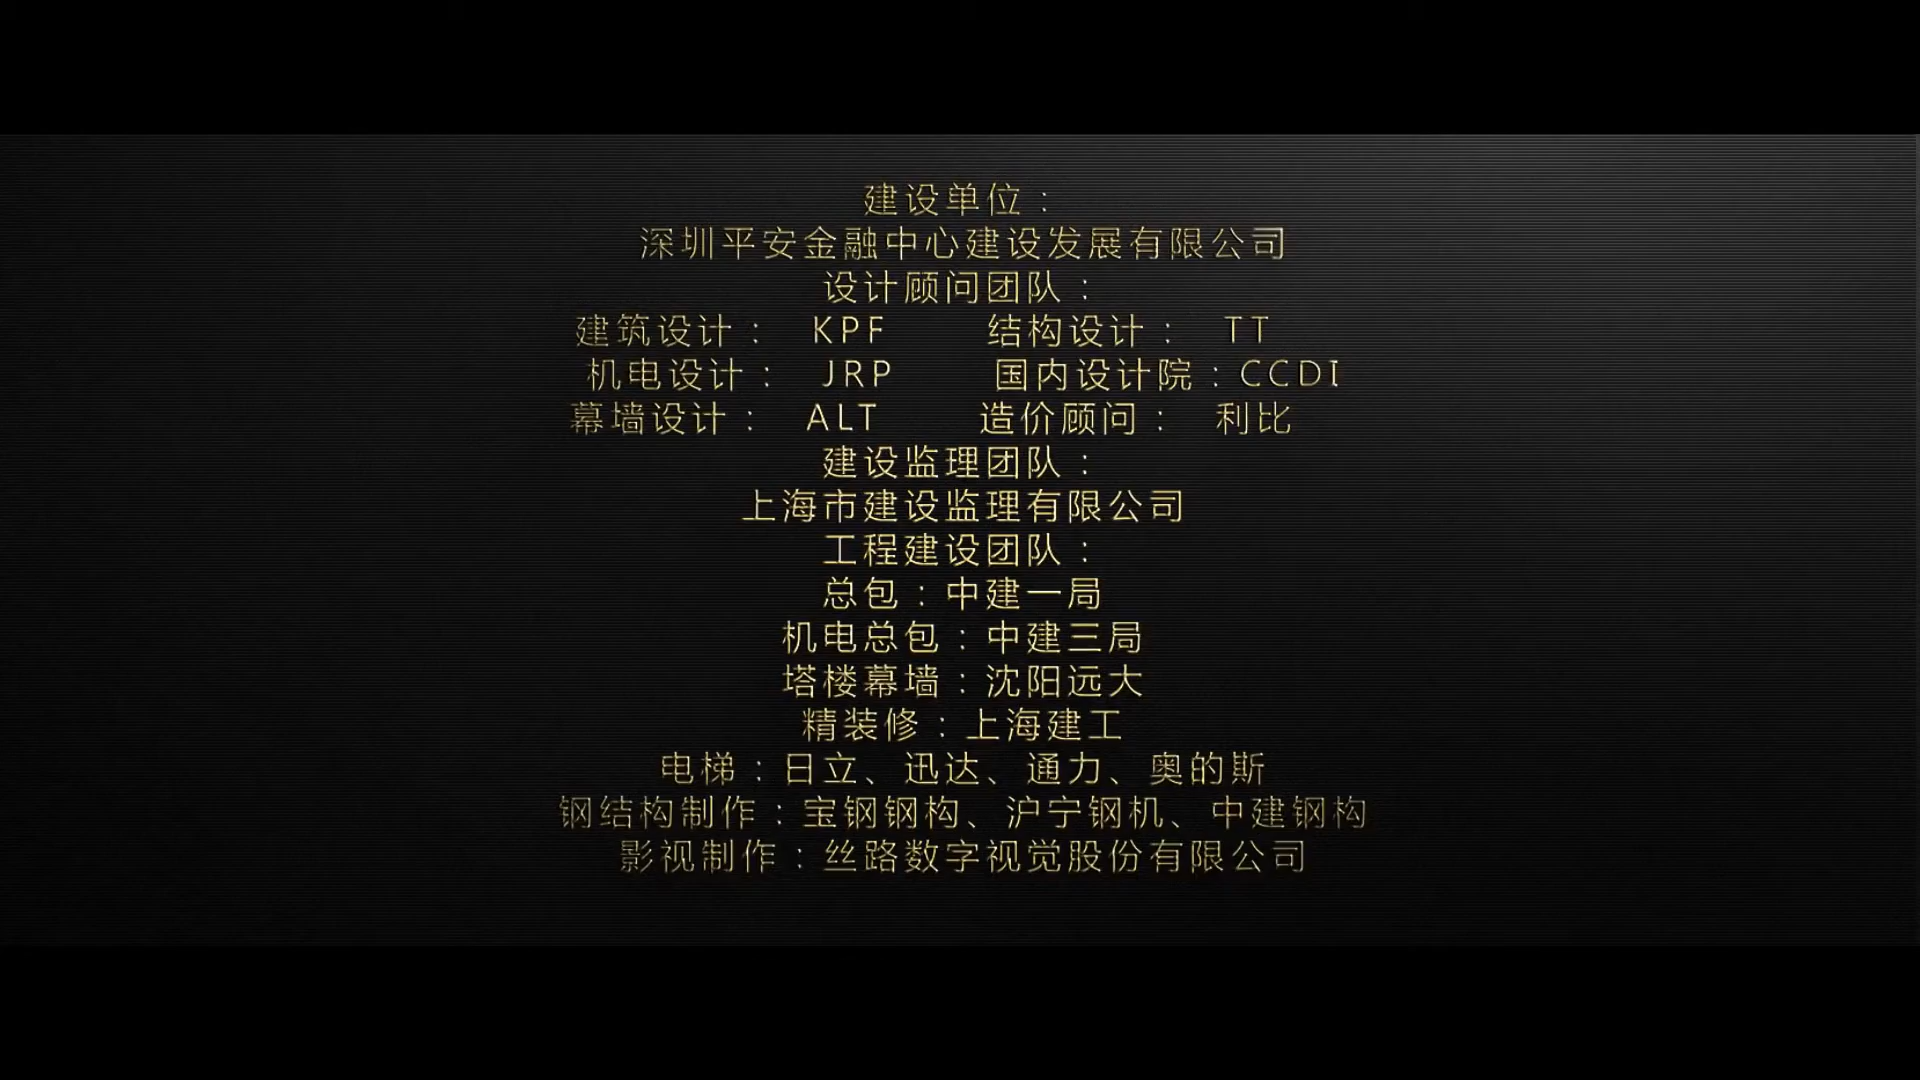 建设单位：
深圳平安金融中心建设发展有限公司
设计顾问团队：
建筑设计： KPF 结构设计： TT
机电设计： JRP 国内设计院：CCDI
幕墙设计： ALT 造价顾问： 利比
建设监理团队：
上海市建设监理有限公司
工程建设团队：
总包：中建一局
机电总包：中建三局
塔楼幕墙：沈阳远大
精装修：上海建工
电梯：日立、迅达、通力、奥的斯
钢结构制作：宝钢钢构、沪宁钢机、中建钢构
影视制作：丝路数字视觉股份有限公司